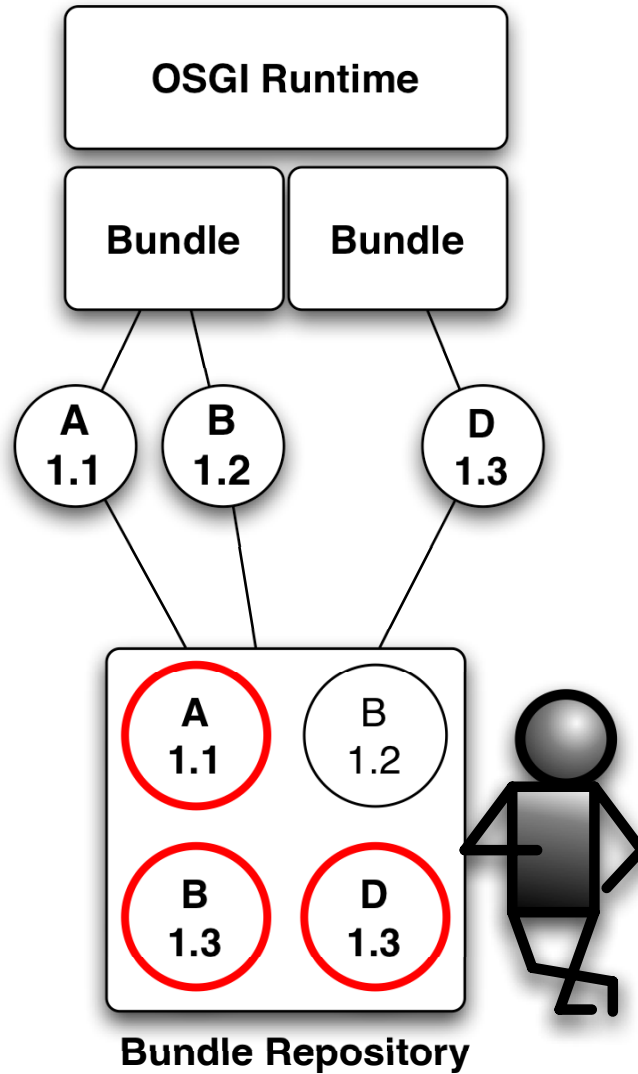 OSGI Runtime
Bundle
Bundle
A
1.1
B
1.2
D
1.3
A
1.1
B
1.2
B
1.3
D
1.3
Bundle Repository